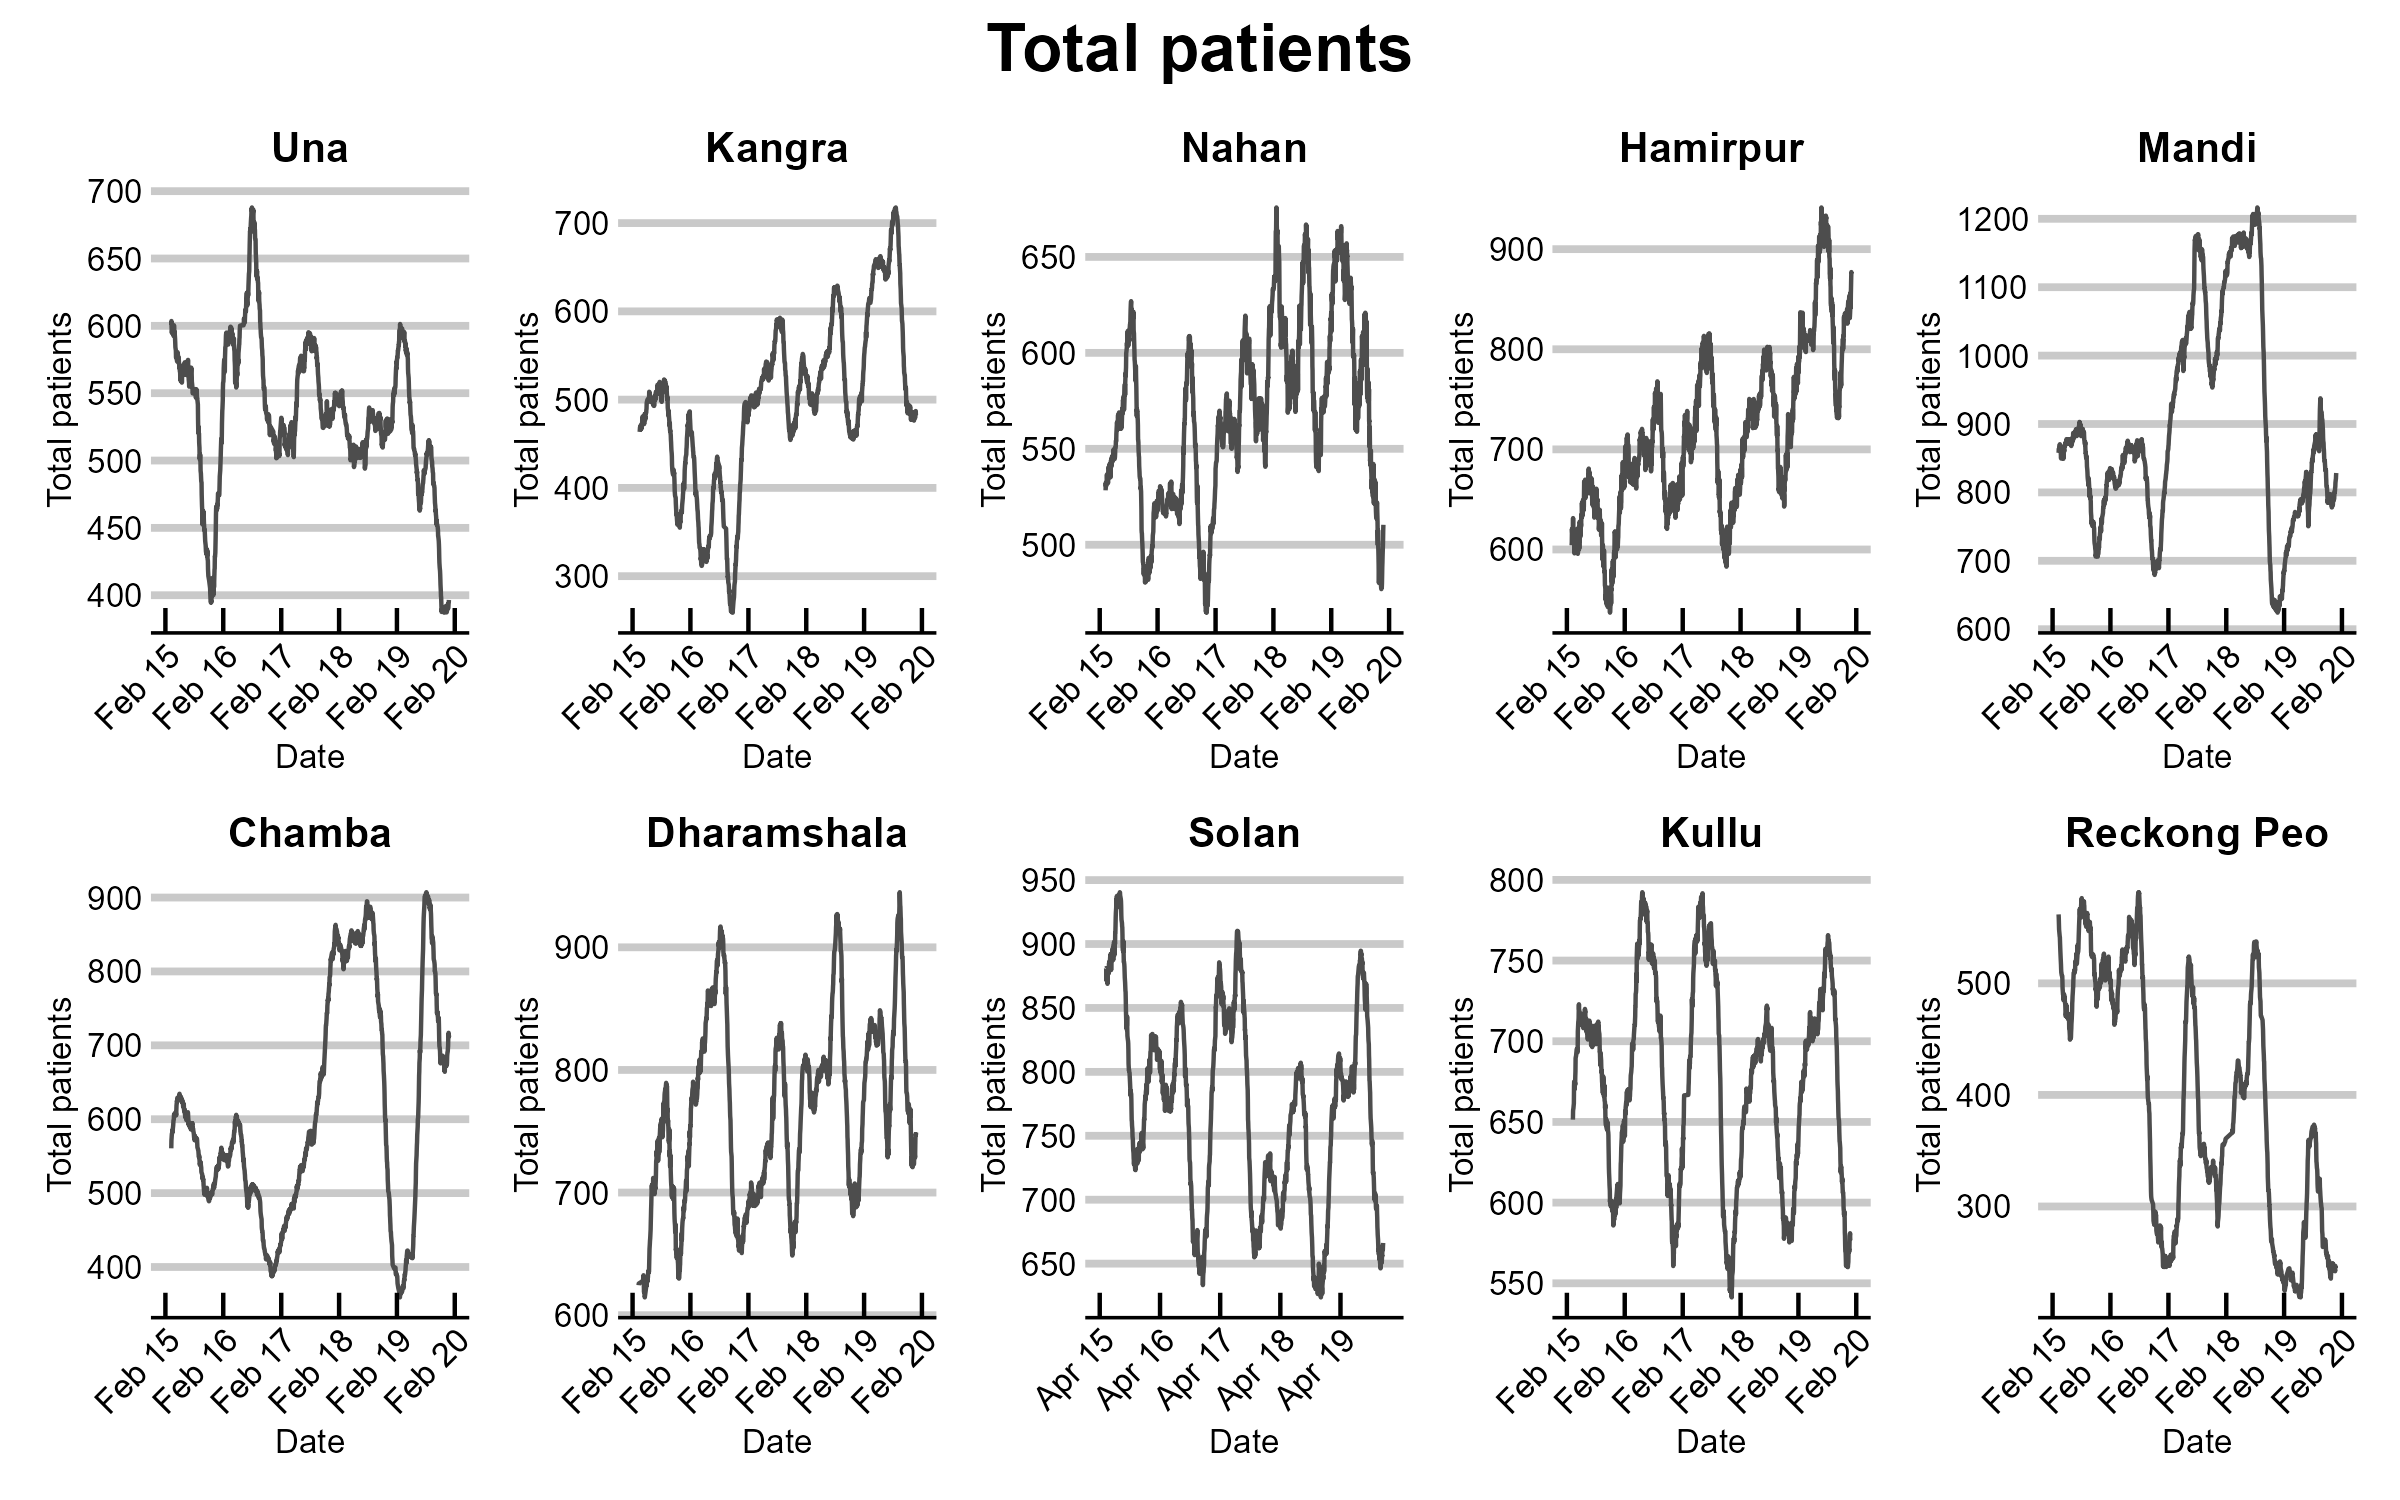 Total patients
Una
Total patients
700
650
600
550
500
450
400
Feb 15
Feb 16
Feb 17
Feb 18
Feb 19
Feb 20
Date
Kangra
Total patients
700
600
500
400
300
Feb 15
Feb 16
Feb 17
Feb 18
Feb 19
Feb 20
Date
Nahan
Total patients
650
600
550
500
Feb 15
Feb 16
Feb 17
Feb 18
Feb 19
Feb 20
Date
Hamirpur
Total patients
900
800
700
600
Feb 15
Feb 16
Feb 17
Feb 18
Feb 19
Feb 20
Date
Mandi
Total patients
1200
1100
1000
900
800
700
600
Feb 15
Feb 16
Feb 17
Feb 18
Feb 19
Feb 20
Date
Chamba
Total patients
900
800
700
600
500
400
Feb 15
Feb 16
Feb 17
Feb 18
Feb 19
Feb 20
Date
Dharamshala
Total patients
900
800
700
600
Feb 15
Feb 16
Feb 17
Feb 18
Feb 19
Feb 20
Date
Solan
Total patients
950
900
850
800
750
700
650
Apr 15
Apr 16
Apr 17
Apr 18
Apr 19
Date
Kullu
Total patients
800
750
700
650
600
550
Feb 15
Feb 16
Feb 17
Feb 18
Feb 19
Feb 20
Date
Reckong Peo
Total patients
500
400
300
Feb 15
Feb 16
Feb 17
Feb 18
Feb 19
Feb 20
Date